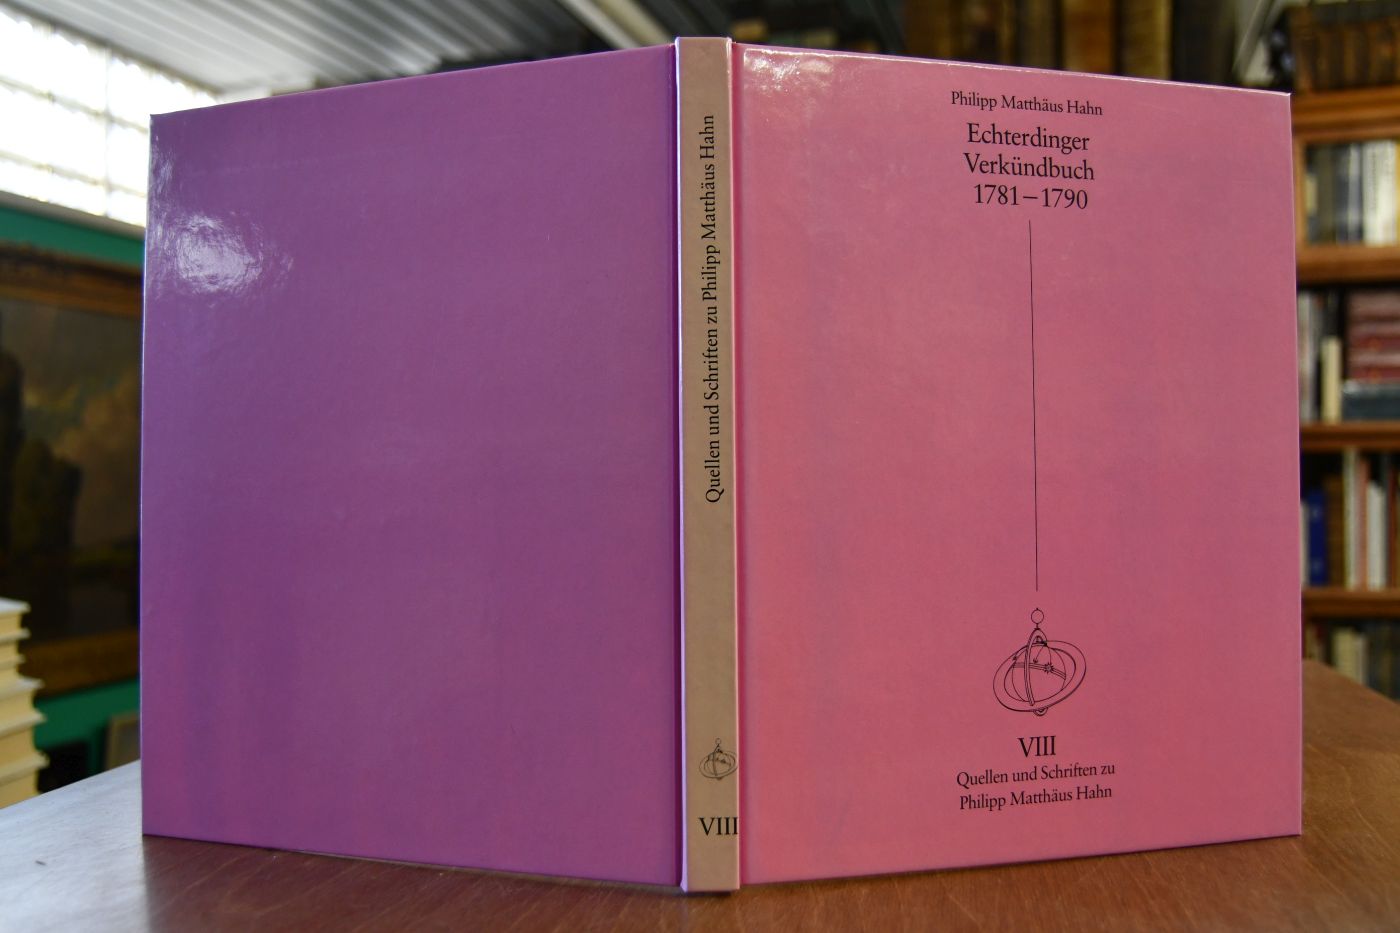 Quellen und Schriften zu Philipp Matthäus Hahn
VIII
Philipp Matthäus Hahn
Echterdinger
Verkündbuch
1781–1790
VIII
Quellen und Schriften zu
Philipp Matthäus Hahn